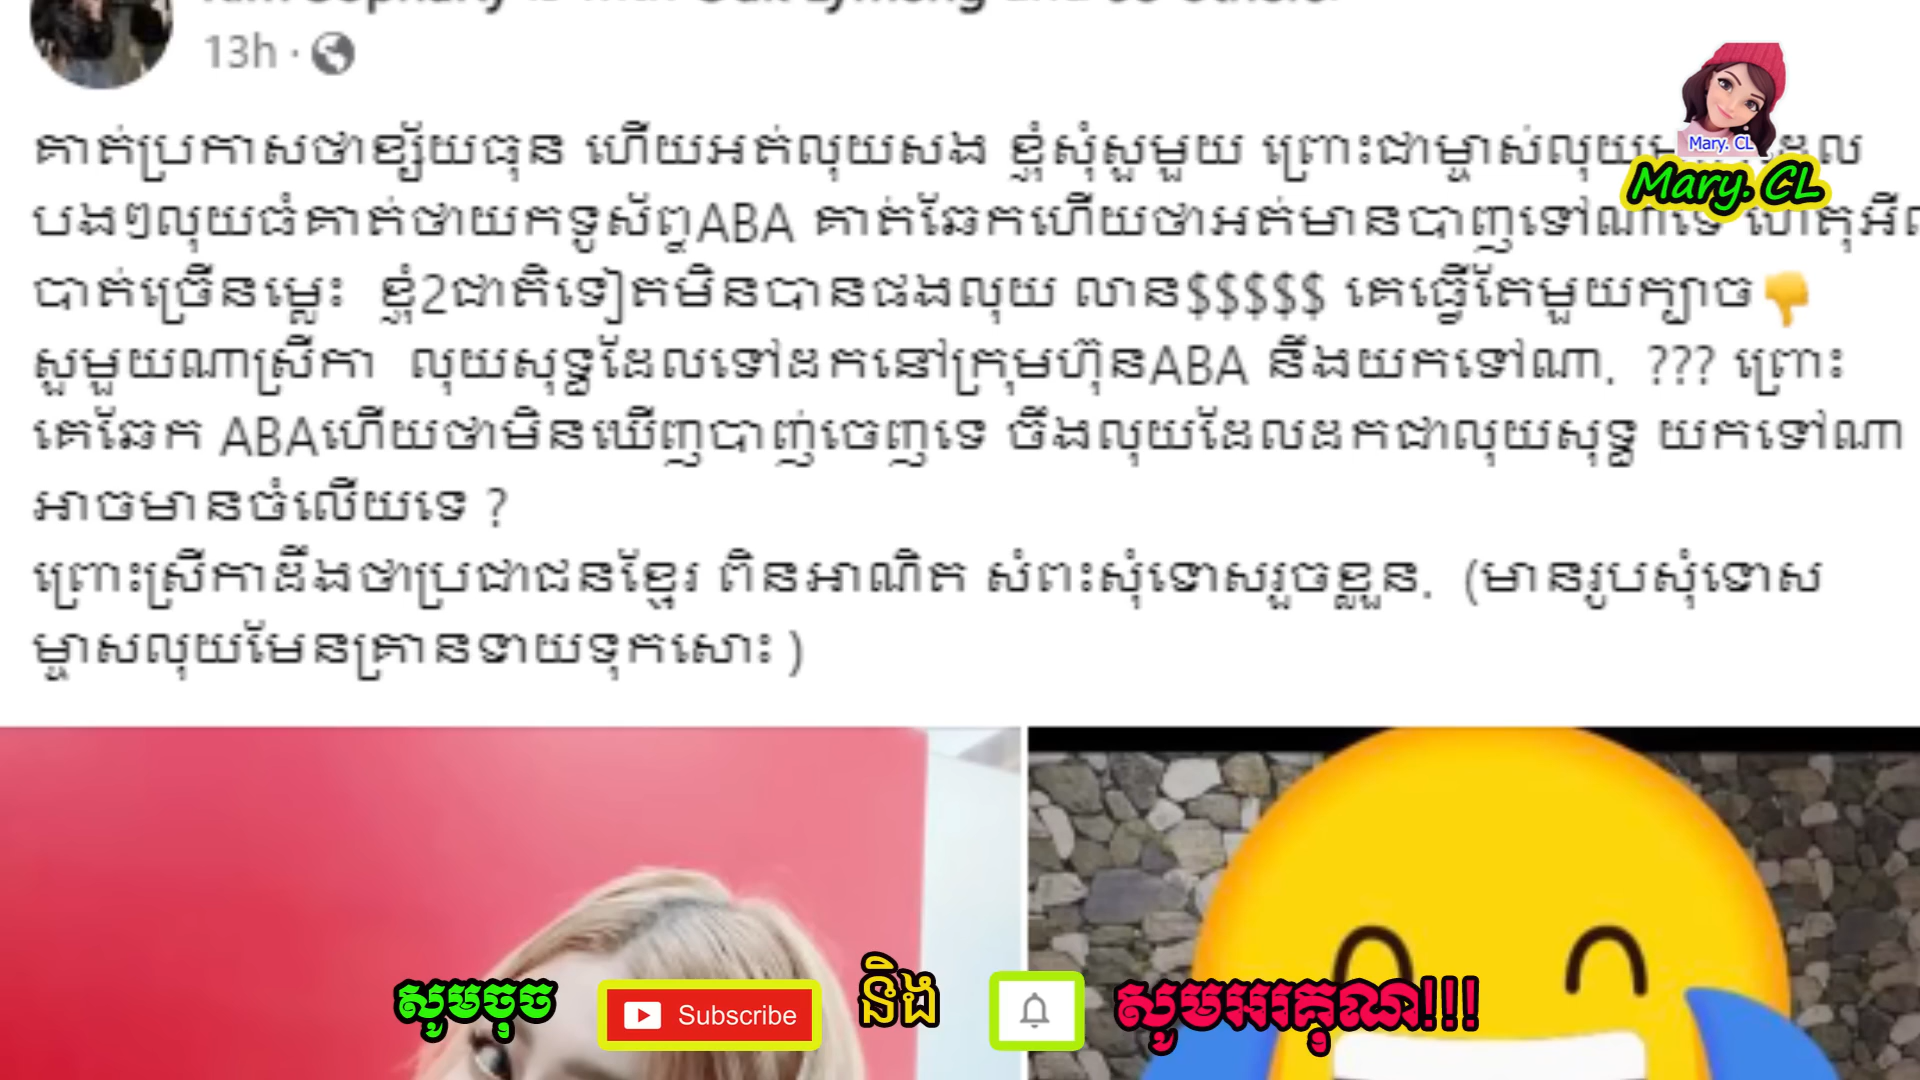 13h ·
គាត់ប្រកាសថាខ្ស័យធុន ហើយអត់លុយសង ខ្ញុំសុំសួមួយ ព្រោះជាម្ចាស់លុយ
Mary. CL
Mary. CL
បងៗលុយធំគាត់ថាយកទូស័ព្ទABA គាត់ឆែកហើយថាអត់មានបាញ់ទៅណាទេ ហេតុអី
បាត់ច្រើនម្លេះ ខ្ញុំ2ជាតិទៀតមិនបានផងលុយ លាន$$$$$ គេធ្វើតែមួយក្បាច👎
សួមួយណាស្រីកា លុយសុទ្ធដែលទៅដកនៅក្រុមហ៊ុនABA នឹងយកទៅណា. ??? ព្រោះ
គេឆែក ABAហើយថាមិនឃើញបាញ់ចេញទេ ចឹងលុយដែលដកជាលុយសុទ្ធ យកទៅណា
អាចមានចំលើយទេ ?
ព្រោះស្រីកាដឹងថាប្រជាជនខ្មែរ ពិនអាណិត សំពះសុំទោសរួចខ្លួន. (មានរូបសុំទោស
ម្ចាសលុយមែនគ្រានទាយទុកសោះ )
សូមចុច Subscribe និង សូមអរគុណ!!!